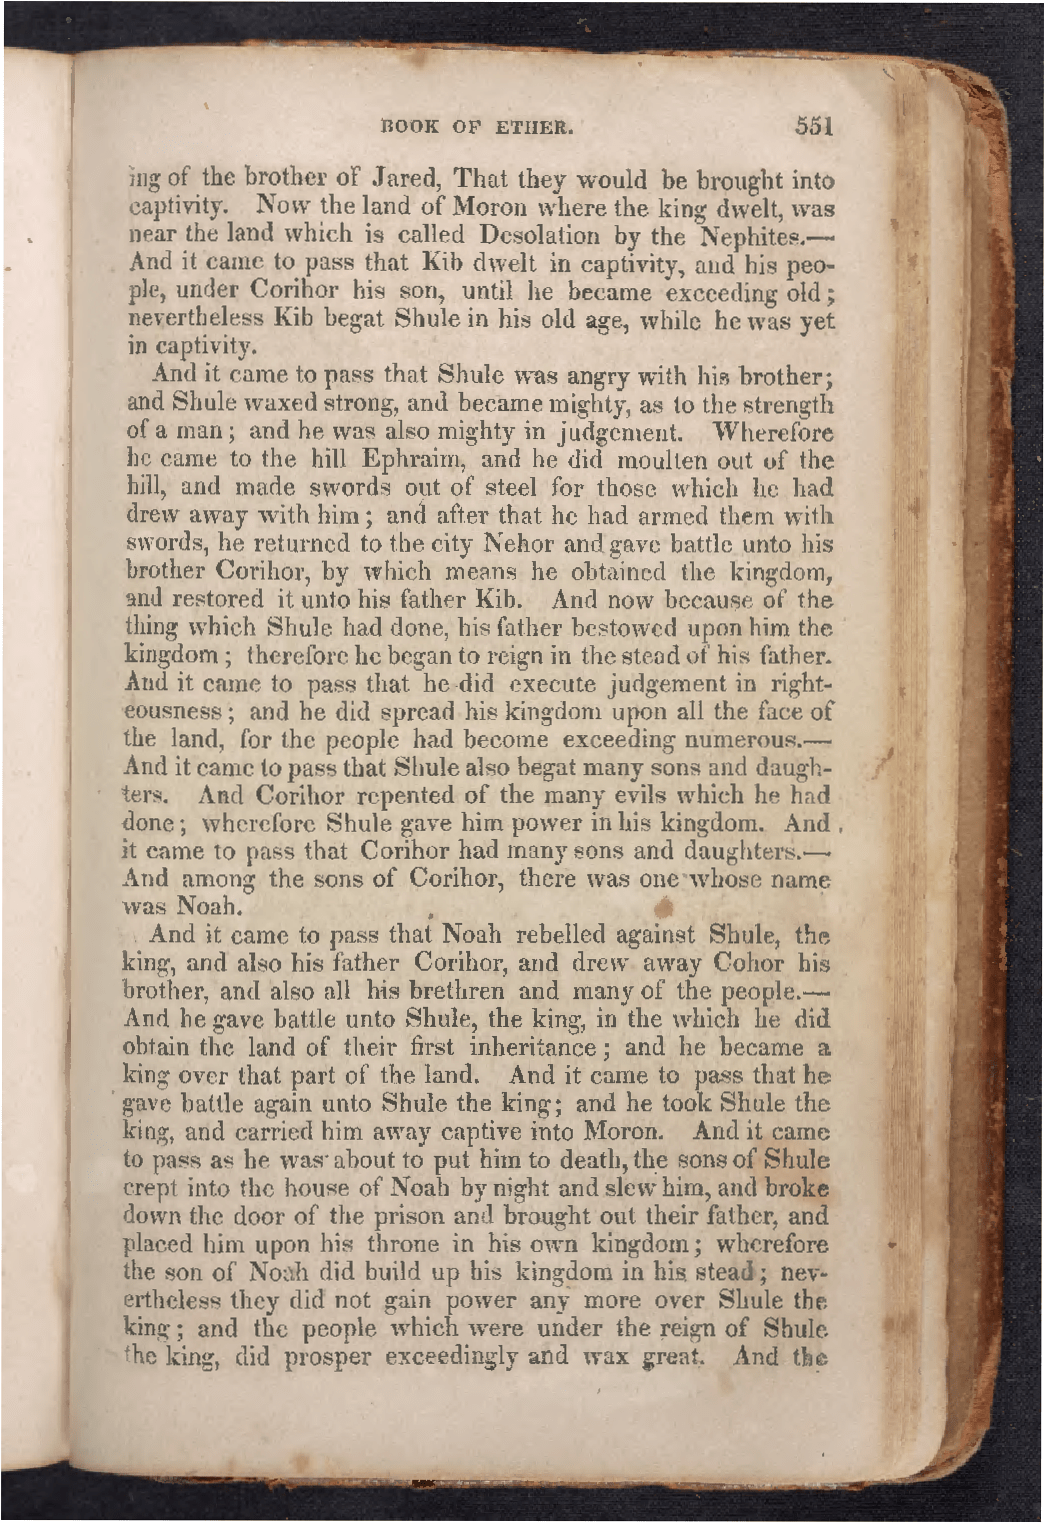 BOOK OF ETHER. 551
ing of the brother of Jared, That they would be brought into
captivity. Now the land of Moron where the king dwelt, was
near the land which is called Desolation by the Nephites.—
And it came to pass that Kib dwelt in captivity, and his peo-
ple, under Corihor his son, until he became exceeding old;
nevertheless Kib begat Shule in his old age, while he was yet
in captivity.
And it came to pass that Shule was angry with his brother;
and Shule waxed strong, and became mighty, as to the strength
of a man; and he was also mighty in judgement. Wherefore
he came to the hill Ephraim, and he did moulten out of the
hill, and made swords out of steel for those which he had
drew away with him; and after that he had armed them with
swords, he returned to the city Nehor and gave battle unto his
brother Corihor, by which means he obtained the kingdom,
and restored it unto his father Kib. And now because of the
thing which Shule had done, his father bestowed upon him the
kingdom; therefore he began to reign in the stead of his father.
And it came to pass that he did execute judgement in right-
eousness; and he did spread his kingdom upon all the face of
the land, for the people had become exceeding numerous.—
And it came to pass that Shule also begat many sons and daugh-
ters. And Corihor repented of the many evils which he had
done; wherefore Shule gave him power in his kingdom. And
it came to pass that Corihor had many sons and daughters.—
And among the sons of Corihor, there was one whose name
was Noah.
And it came to pass that Noah rebelled against Shule, the
king, and also his father Corihor, and drew away Cohor his
brother, and also all his brethren and many of the people.—
And he gave battle unto Shule, the king, in the which he did
obtain the land of their first inheritance; and he became a
king over that part of the land. And it came to pass that he
gave battle again unto Shule the king; and he took Shule the
king, and carried him away captive into Moron. And it came
to pass as he was about to put him to death, the sons of Shule
crept into the house of Noah by night and slew him, and broke
down the door of the prison and brought out their father, and
placed him upon his throne in his own kingdom; wherefore
the son of Noah did build up his kingdom in his stead; nev-
ertheless they did not gain power any more over Shule the
king; and the people which were under the reign of Shule
the king, did prosper exceedingly and wax great. And the